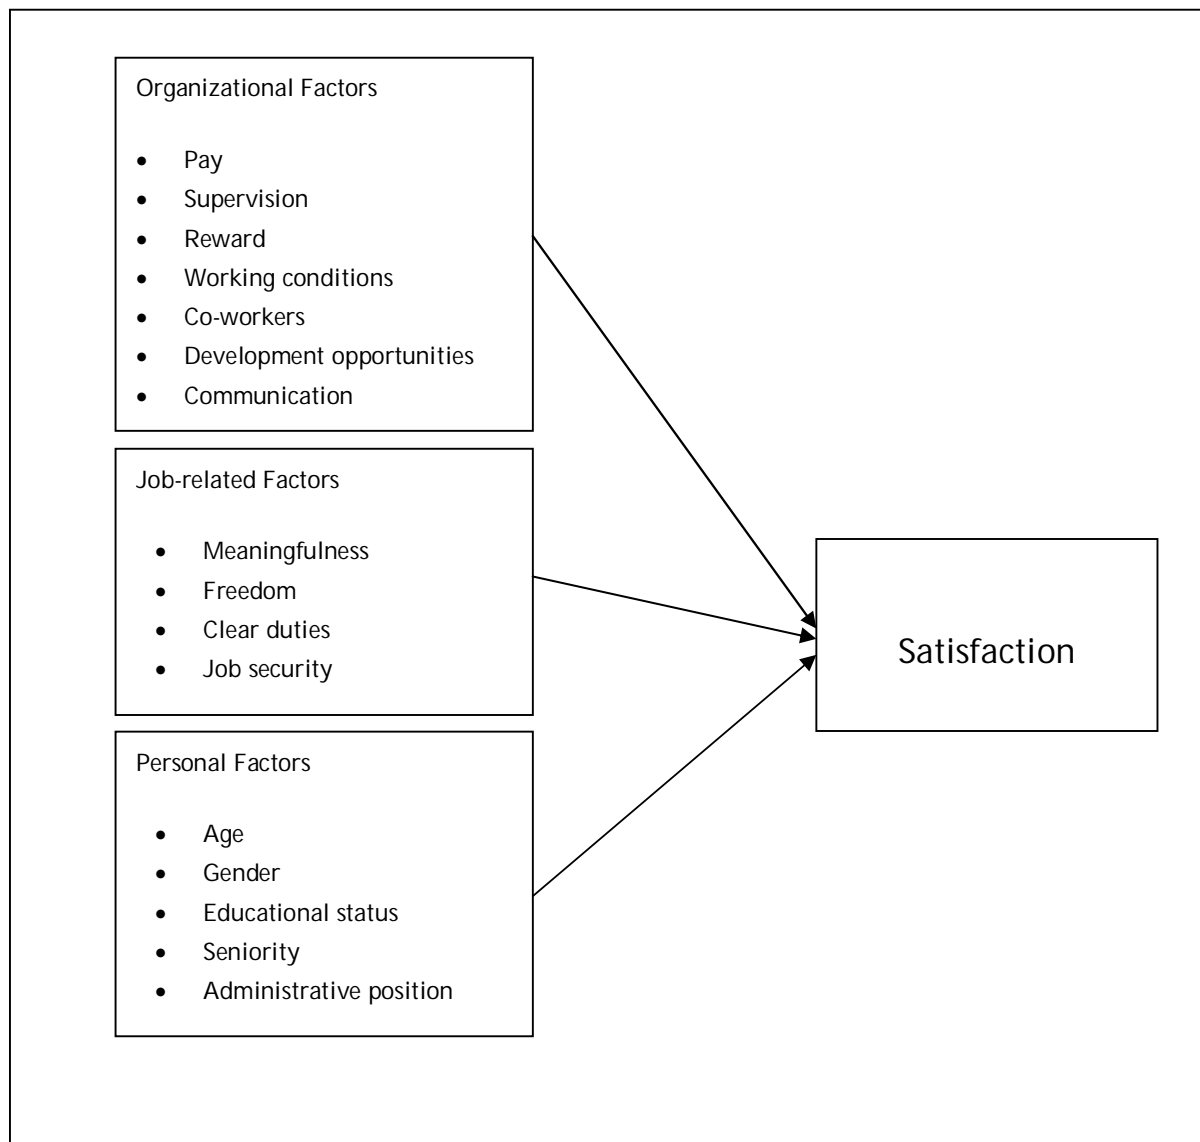 Organizational Factors
• Pay
• Supervision
• Reward
• Working conditions
• Co-workers
• Development opportunities
• Communication
Job-related Factors
• Meaningfulness
• Freedom
• Clear duties
• Job security
Personal Factors
• Age
• Gender
• Educational status
• Seniority
• Administrative position
Satisfaction